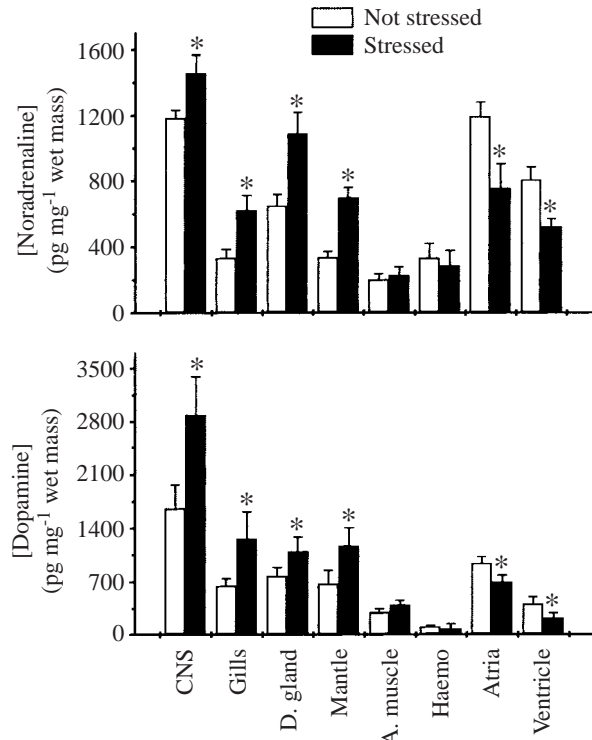 Not stressed
Stressed
[Noradrenaline]
(pg mg⁻¹ wet mass)
1600
1200
800
400
0
* * * * * *
[Dopamine]
(pg mg⁻¹ wet mass)
3500
2800
2100
1400
700
0
* * * * * *
CNS
Gills
D. gland
Mantle
A. muscle
Haemo
Atria
Ventricle